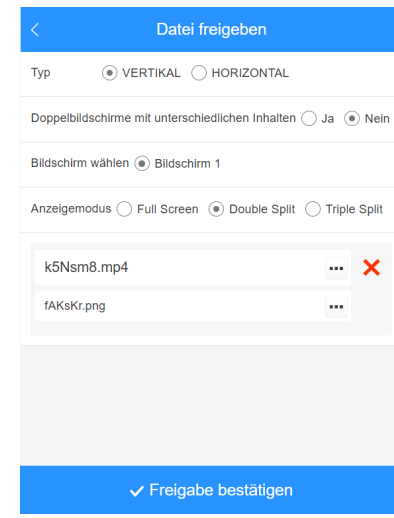 Datei freigeben
Typ VERTIKAL HORIZONTAL
Doppelbildschirme mit unterschiedlichen Inhalten Ja Nein
Bildschirm wählen Bildschirm 1
Anzeigemodus Full Screen Double Split Triple Split
k5Nsm8.mp4
fAKsKr.png
Freigabe bestätigen